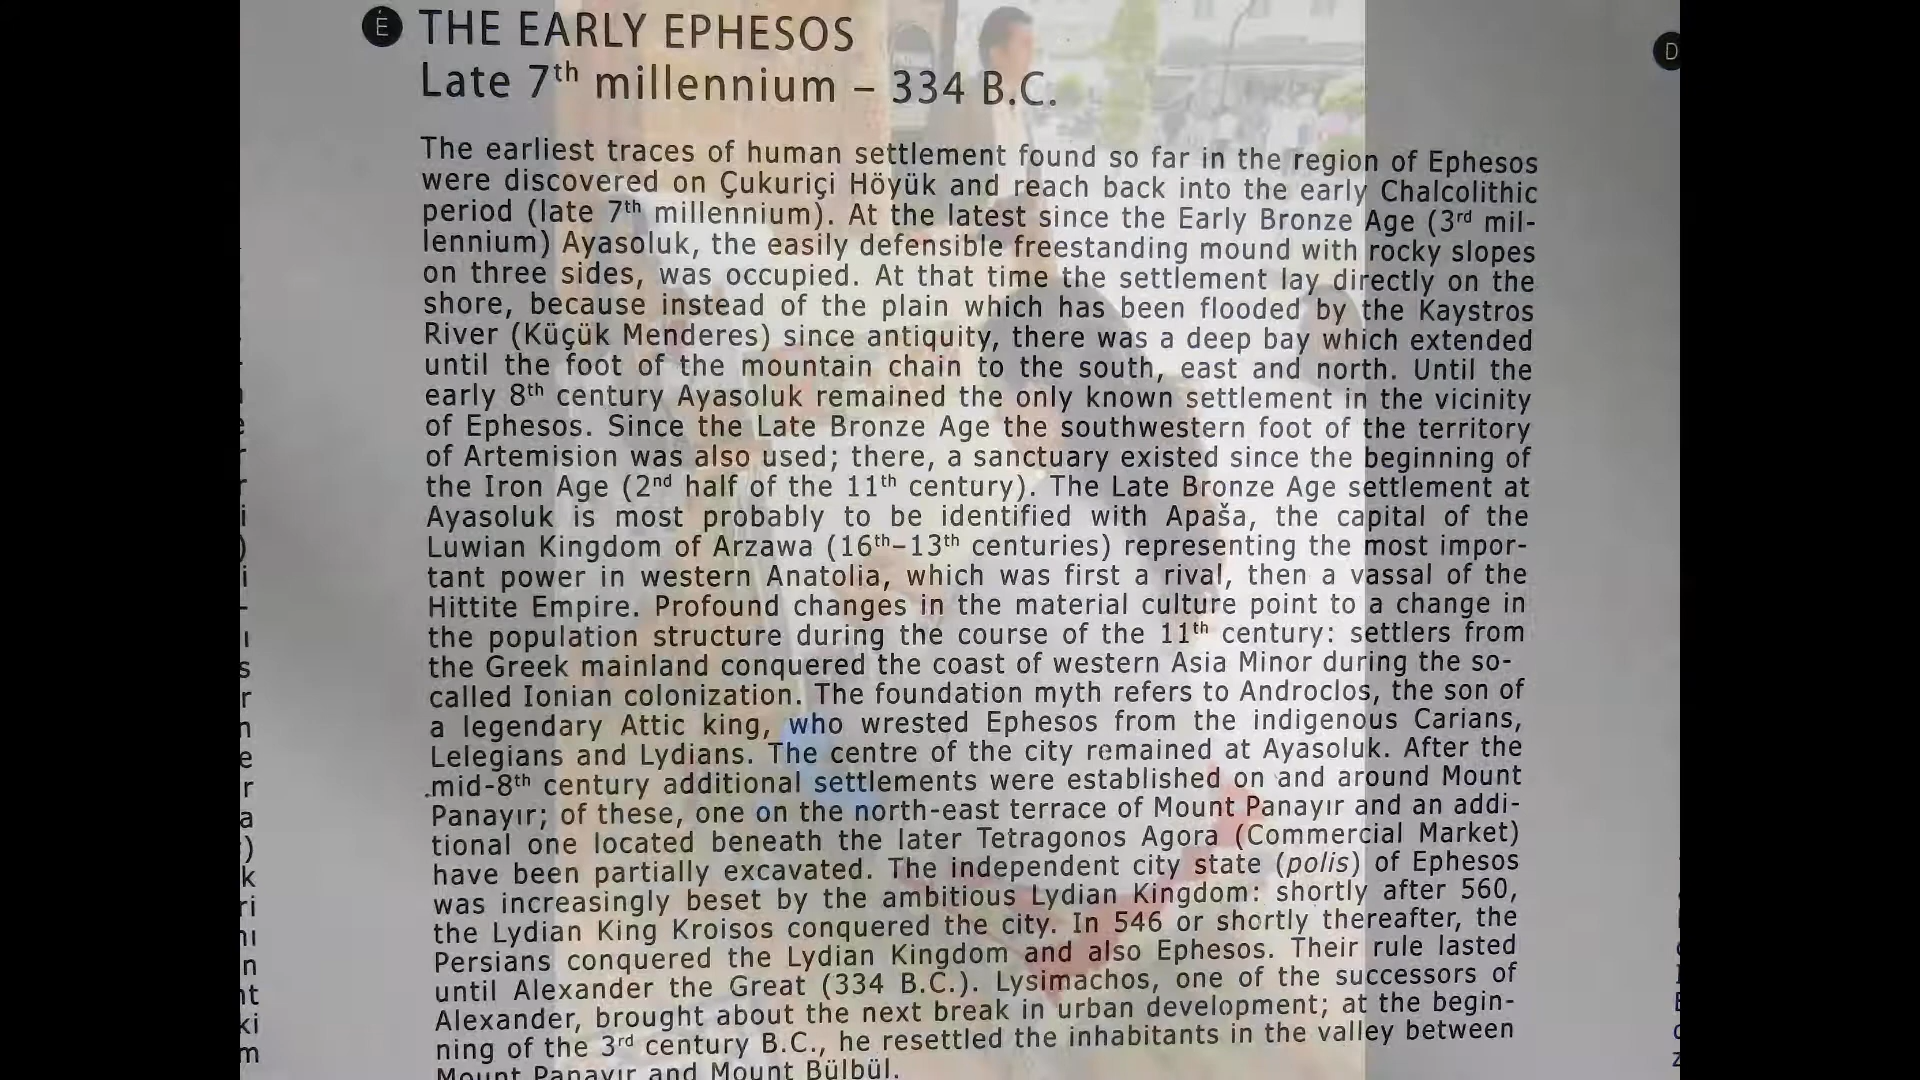 É THE EARLY EPHESOS
D
Late 7th millennium – 334 B.C.
The earliest traces of human settlement found so far in the region of Ephesos
were discovered on Çukuriçi Höyük and reach back into the early Chalcolithic
period (late 7th millennium). At the latest since the Early Bronze Age (3rd mil-
lennium) Ayasoluk, the easily defensible freestanding mound with rocky slopes
on three sides, was occupied. At that time the settlement lay directly on the
shore, because instead of the plain which has been flooded by the Kaystros
River (Küçük Menderes) since antiquity, there was a deep bay which extended
until the foot of the mountain chain to the south, east and north. Until the
early 8th century Ayasoluk remained the only known settlement in the vicinity
of Ephesos. Since the Late Bronze Age the southwestern foot of the territory
of Artemision was also used; there, a sanctuary existed since the beginning of
the Iron Age (2nd half of the 11th century). The Late Bronze Age settlement at
Ayasoluk is most probably to be identified with Apaša, the capital of the
Luwian Kingdom of Arzawa (16th–13th centuries) representing the most impor-
tant power in western Anatolia, which was first a rival, then a vassal of the
Hittite Empire. Profound changes in the material culture point to a change in
the population structure during the course of the 11th century: settlers from
the Greek mainland conquered the coast of western Asia Minor during the so-
called Ionian colonization. The foundation myth refers to Androclos, the son of
a legendary Attic king, who wrested Ephesos from the indigenous Carians,
Lelegians and Lydians. The centre of the city remained at Ayasoluk. After the
mid-8th century additional settlements were established on and around Mount
Panayır; of these, one on the north-east terrace of Mount Panayır and an addi-
tional one located beneath the later Tetragonos Agora (Commercial Market)
have been partially excavated. The independent city state (polis) of Ephesos
was increasingly beset by the ambitious Lydian Kingdom: shortly after 560,
the Lydian King Kroisos conquered the city. In 546 or shortly thereafter, the
Persians conquered the Lydian Kingdom and also Ephesos. Their rule lasted
until Alexander the Great (334 B.C.). Lysimachos, one of the successors of
Alexander, brought about the next break in urban development; at the begin-
ning of the 3rd century B.C., he resettled the inhabitants in the valley between
Mount Panayır and Mount Bülbül.